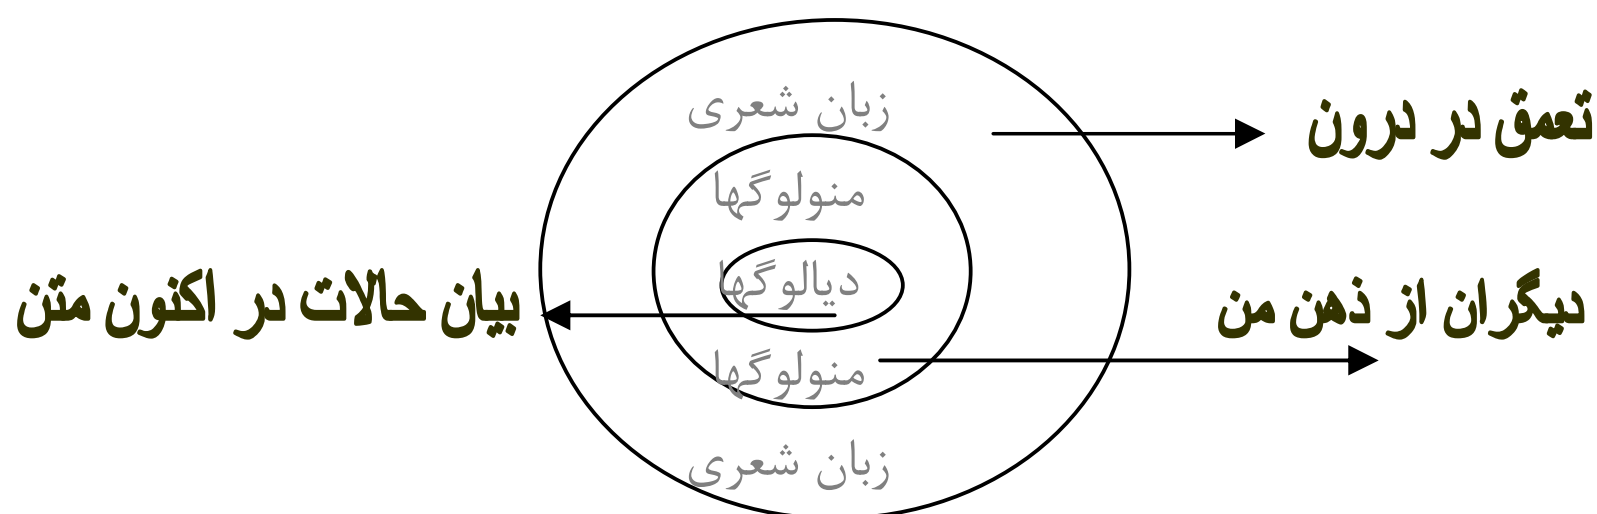 زبان شعری
تعمق در درون
منولوگها
دیالوگها
بیان حالات در اکنون متن
دیگران از ذهن من
منولوگها
زبان شعری